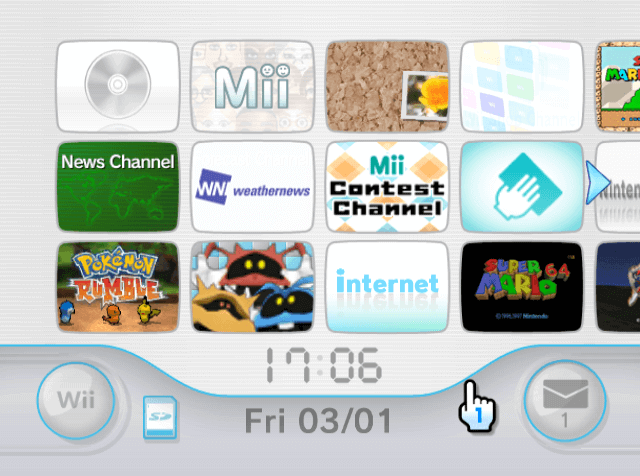 Mii
News Channel
WN weathernews
Mii
Contest
Channel
POKÉMON
RUMBLE
internet
SUPER
MARIO 64
17:06
Wii
SD
Fri 03/01
1
1